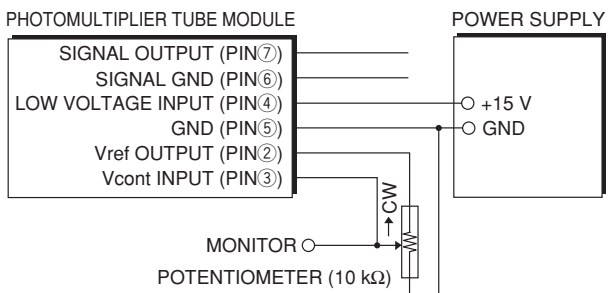 PHOTOMULTIPLIER TUBE MODULE
POWER SUPPLY
SIGNAL OUTPUT (PIN⑦)
SIGNAL GND (PIN⑥)
LOW VOLTAGE INPUT (PIN④)
+15 V
GND (PIN⑤)
GND
Vref OUTPUT (PIN②)
Vcont INPUT (PIN③)
CW
MONITOR
POTENTIOMETER (10 kΩ)